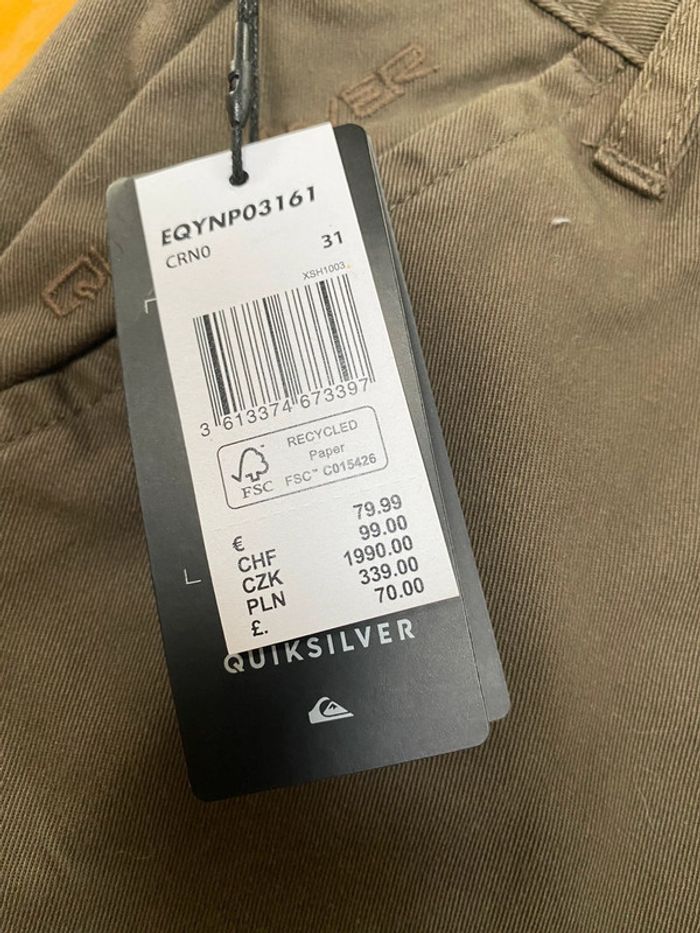 EQYNP03161
CRN0
31
XSH1003
3 613374 673397
RECYCLED
Paper
FSC™ C015426
FSC
€ 79.99
CHF 99.00
CZK 1990.00
PLN 339.00
£. 70.00
QUIKSILVER